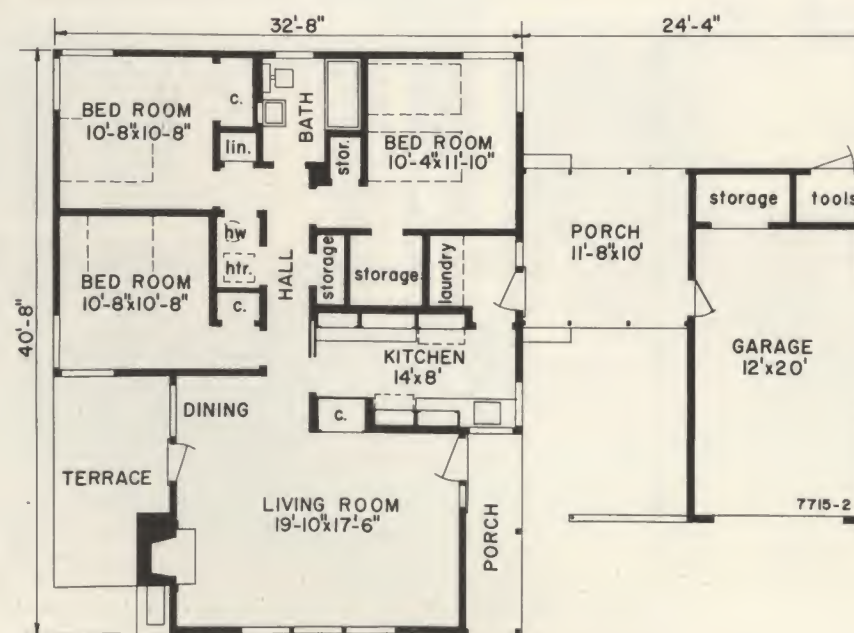 32'-8"
24'-4"
BED ROOM
10'-8"x10'-8"
c.
BATH
lin.
stor.
BED ROOM
10'-4"x11'-10"
storage
tools
PORCH
11'-8"x10'
hw
htr.
HALL
storage
storage
laundry
BED ROOM
10'-8"x10'-8"
c.
40'-8"
KITCHEN
14'x8'
GARAGE
12'x20'
DINING
c.
TERRACE
LIVING ROOM
19'-10"x17'-6"
PORCH
7715-2